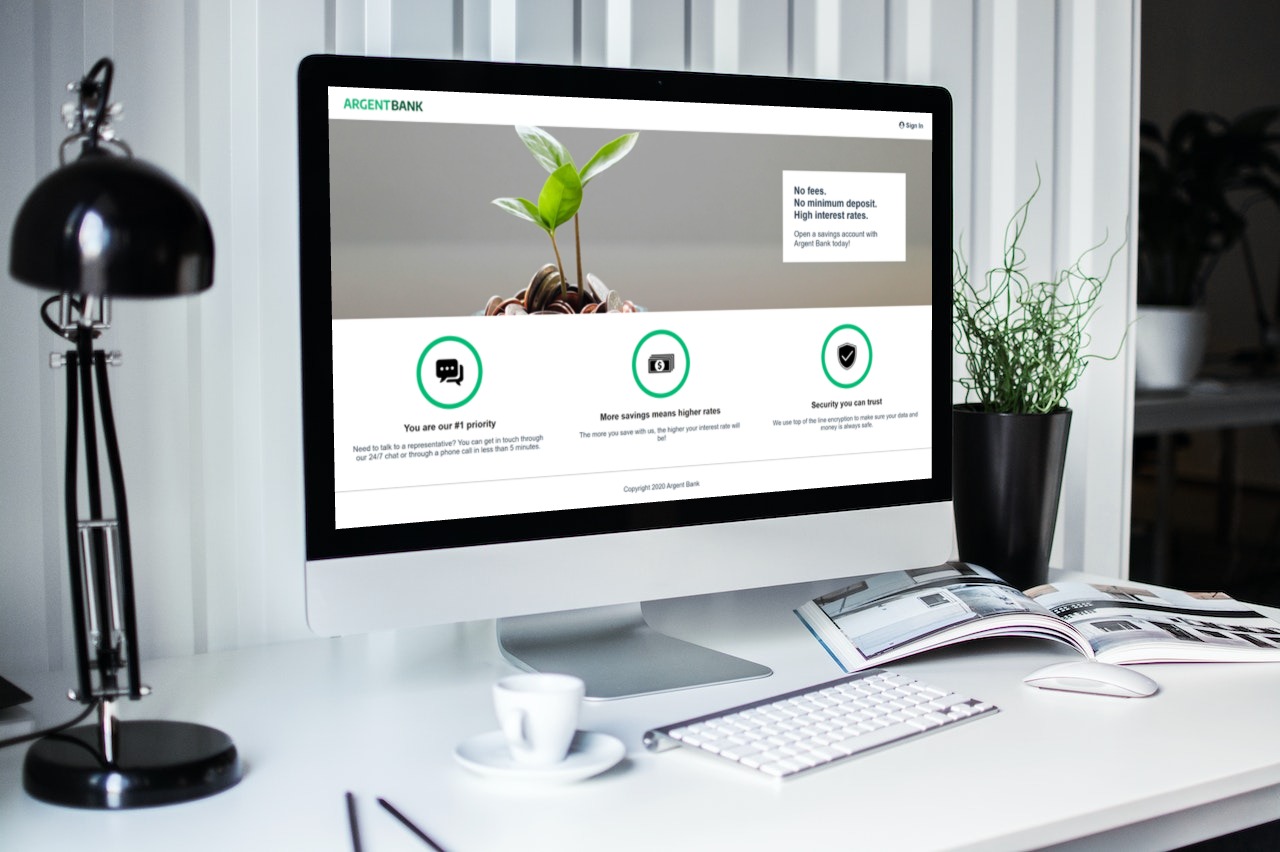 ARGENTBANK
Sign In
No fees.
No minimum deposit.
High interest rates.
Open a savings account with
Argent Bank today!
You are our #1 priority
Need to talk to a representative? You can get in touch through
our 24/7 chat or through a phone call in less than 5 minutes.
More savings means higher rates
The more you save with us, the higher your interest rate will
be!
Security you can trust
We use top of the line encryption to make sure your data and
money is always safe.
Copyright 2020 Argent Bank